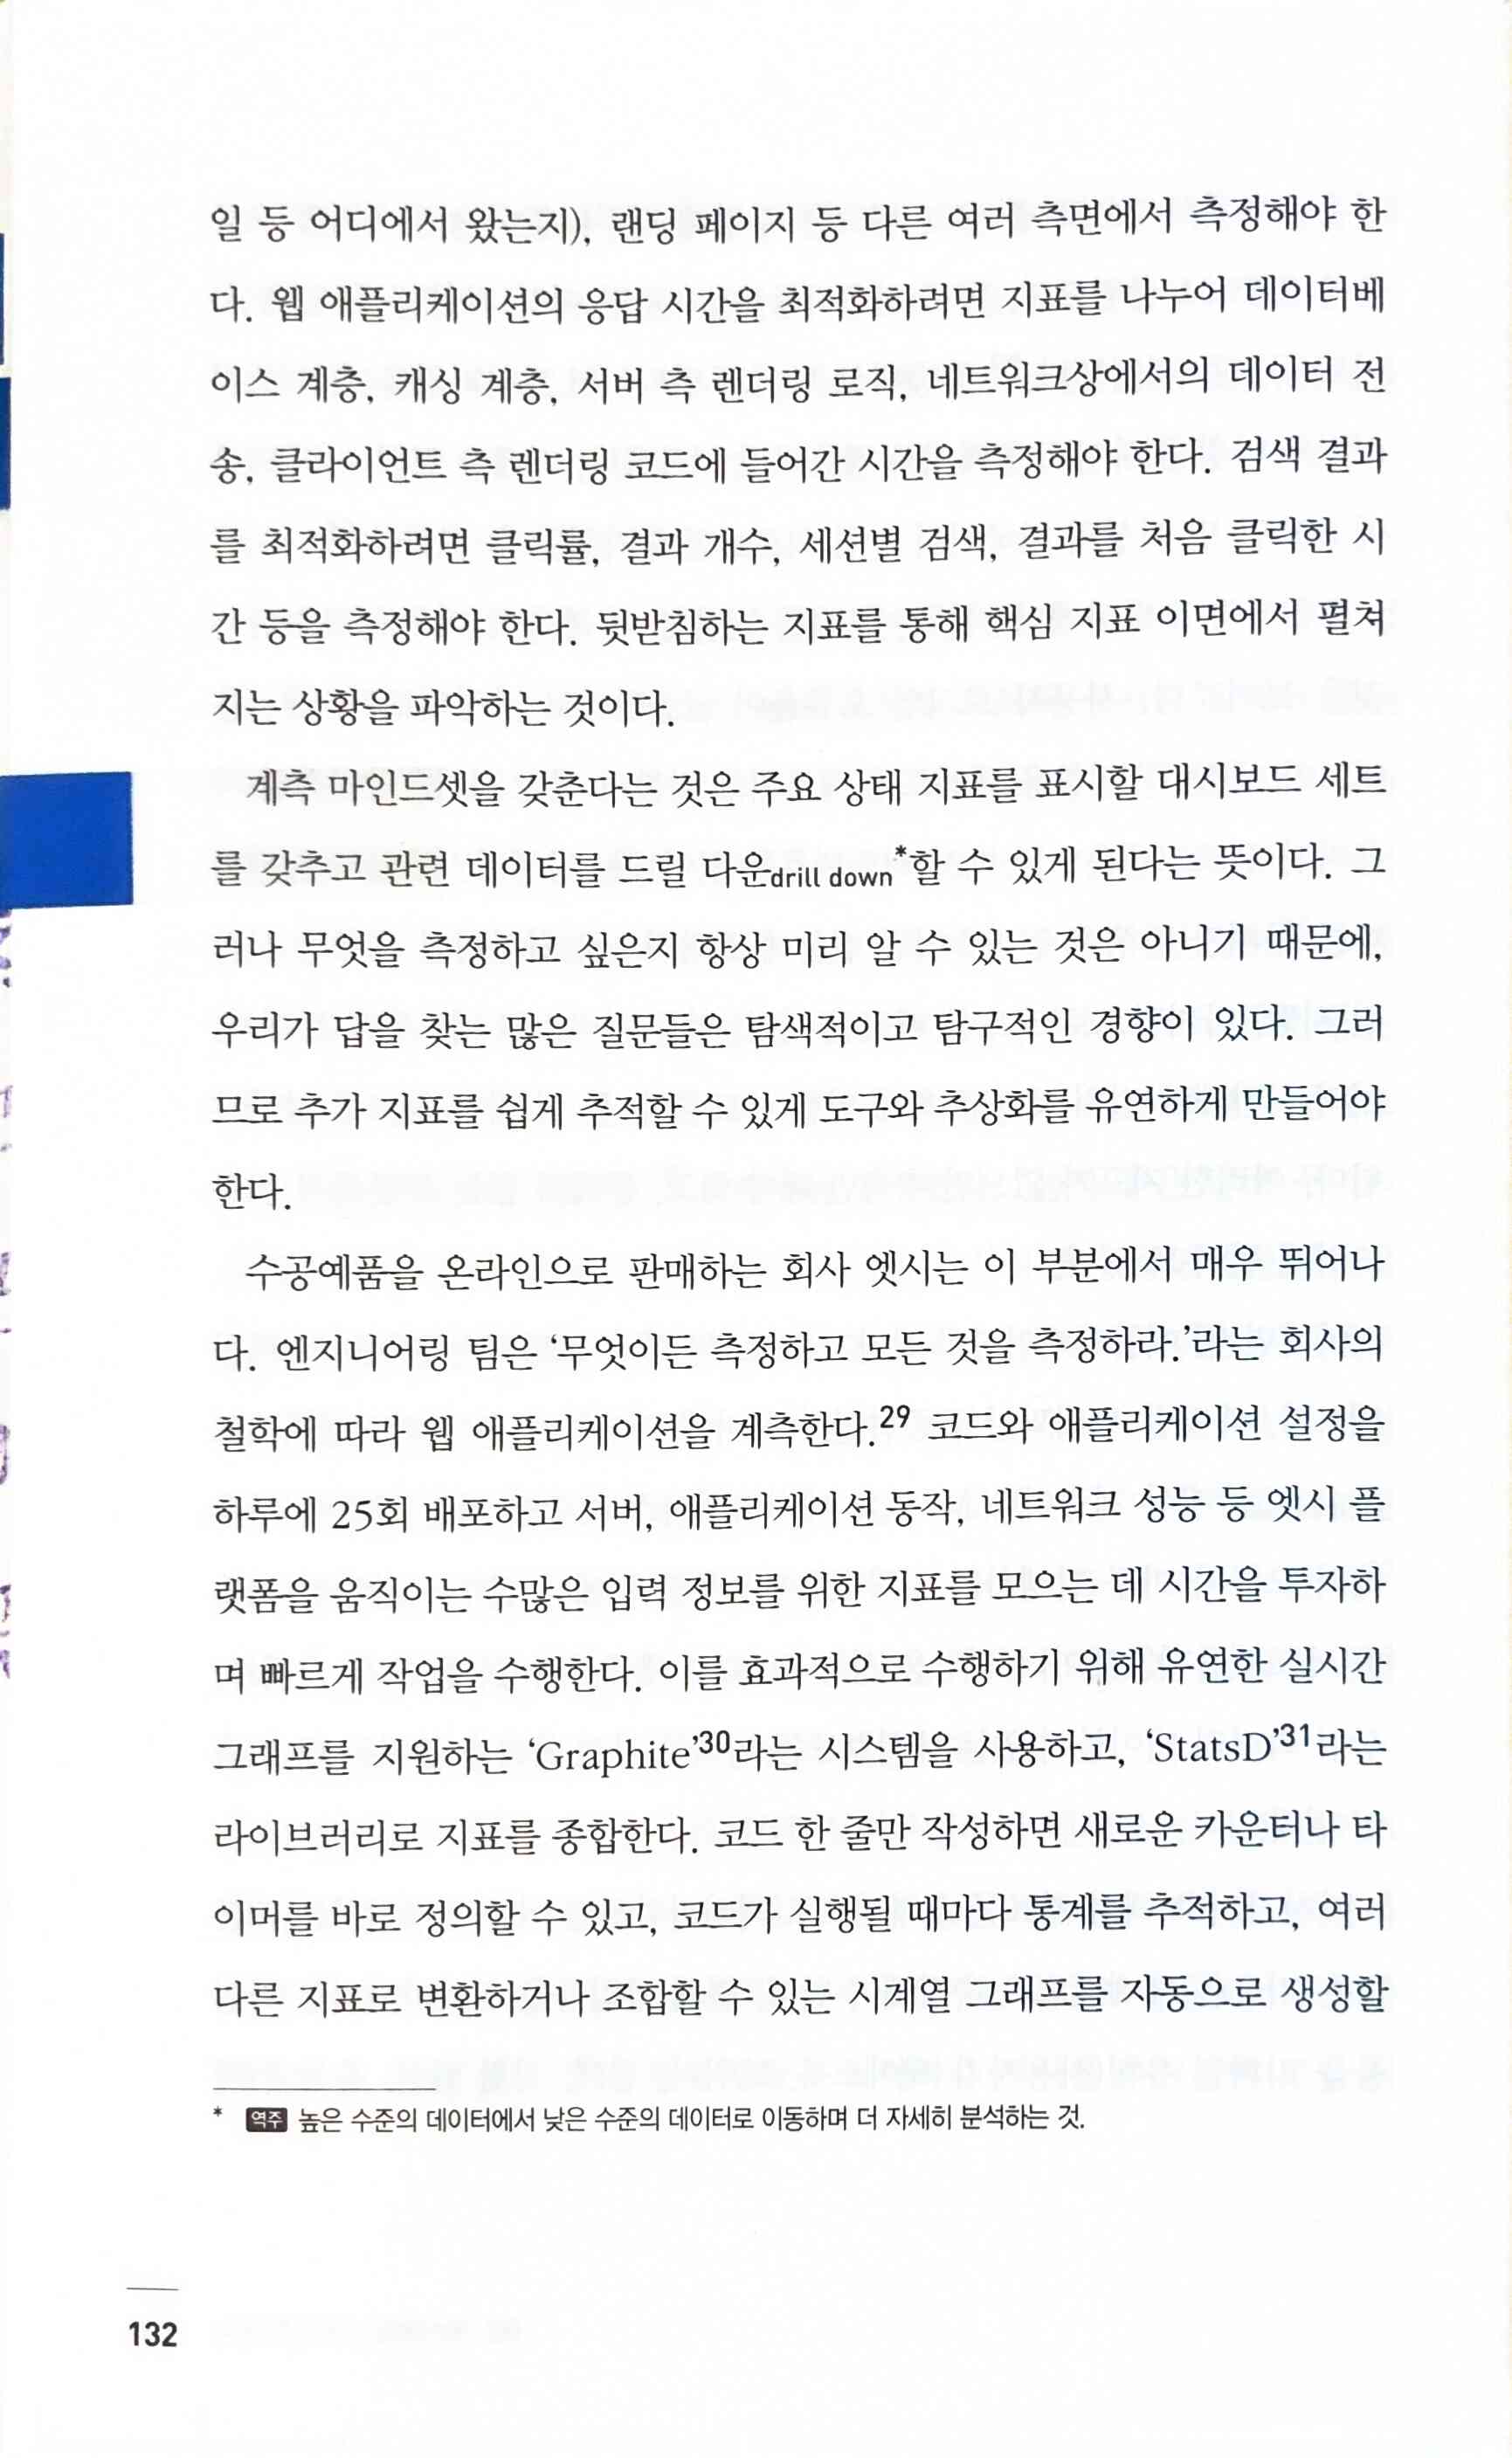 일 등 어디에서 왔는지), 랜딩 페이지 등 다른 여러 측면에서 측정해야 한
다. 웹 애플리케이션의 응답 시간을 최적화하려면 지표를 나누어 데이터베
이스 계층, 캐싱 계층, 서버 측 렌더링 로직, 네트워크상에서의 데이터 전
송, 클라이언트 측 렌더링 코드에 들어간 시간을 측정해야 한다. 검색 결과
를 최적화하려면 클릭률, 결과 개수, 세션별 검색, 결과를 처음 클릭한 시
간 등을 측정해야 한다. 뒷받침하는 지표를 통해 핵심 지표 이면에서 펼쳐
지는 상황을 파악하는 것이다.
계측 마인드셋을 갖춘다는 것은 주요 상태 지표를 표시할 대시보드 세트
를 갖추고 관련 데이터를 드릴 다운drill down*할 수 있게 된다는 뜻이다. 그
러나 무엇을 측정하고 싶은지 항상 미리 알 수 있는 것은 아니기 때문에,
우리가 답을 찾는 많은 질문들은 탐색적이고 탐구적인 경향이 있다. 그러
므로 추가 지표를 쉽게 추적할 수 있게 도구와 추상화를 유연하게 만들어야
한다.
수공예품을 온라인으로 판매하는 회사 엣시는 이 부분에서 매우 뛰어나
다. 엔지니어링 팀은 ‘무엇이든 측정하고 모든 것을 측정하라.’라는 회사의
철학에 따라 웹 애플리케이션을 계측한다.29 코드와 애플리케이션 설정을
하루에 25회 배포하고 서버, 애플리케이션 동작, 네트워크 성능 등 엣시 플
랫폼을 움직이는 수많은 입력 정보를 위한 지표를 모으는 데 시간을 투자하
며 빠르게 작업을 수행한다. 이를 효과적으로 수행하기 위해 유연한 실시간
그래프를 지원하는 ‘Graphite’30라는 시스템을 사용하고, ‘StatsD’31라는
라이브러리로 지표를 종합한다. 코드 한 줄만 작성하면 새로운 카운터나 타
이머를 바로 정의할 수 있고, 코드가 실행될 때마다 통계를 추적하고, 여러
다른 지표로 변환하거나 조합할 수 있는 시계열 그래프를 자동으로 생성할
* 역주 높은 수준의 데이터에서 낮은 수준의 데이터로 이동하며 더 자세히 분석하는 것.
132